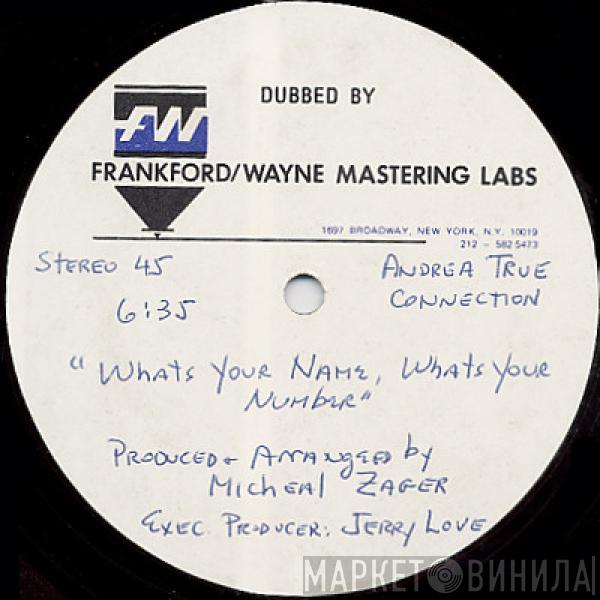 DUBBED BY
FW
FRANKFORD/WAYNE MASTERING LABS
1697 BROADWAY, NEW YORK, N.Y. 10019
212 - 582 5473
STEREO 45
6:35
ANDREA TRUE
CONNECTION
"WHATS YOUR NAME, WHATS YOUR
NUMBER"
PRODUCED + ARRANGED by
MICHEAL ZAGER
EXEC. PRODUCER: JERRY LOVE
МАРКЕТ ВИНИЛА